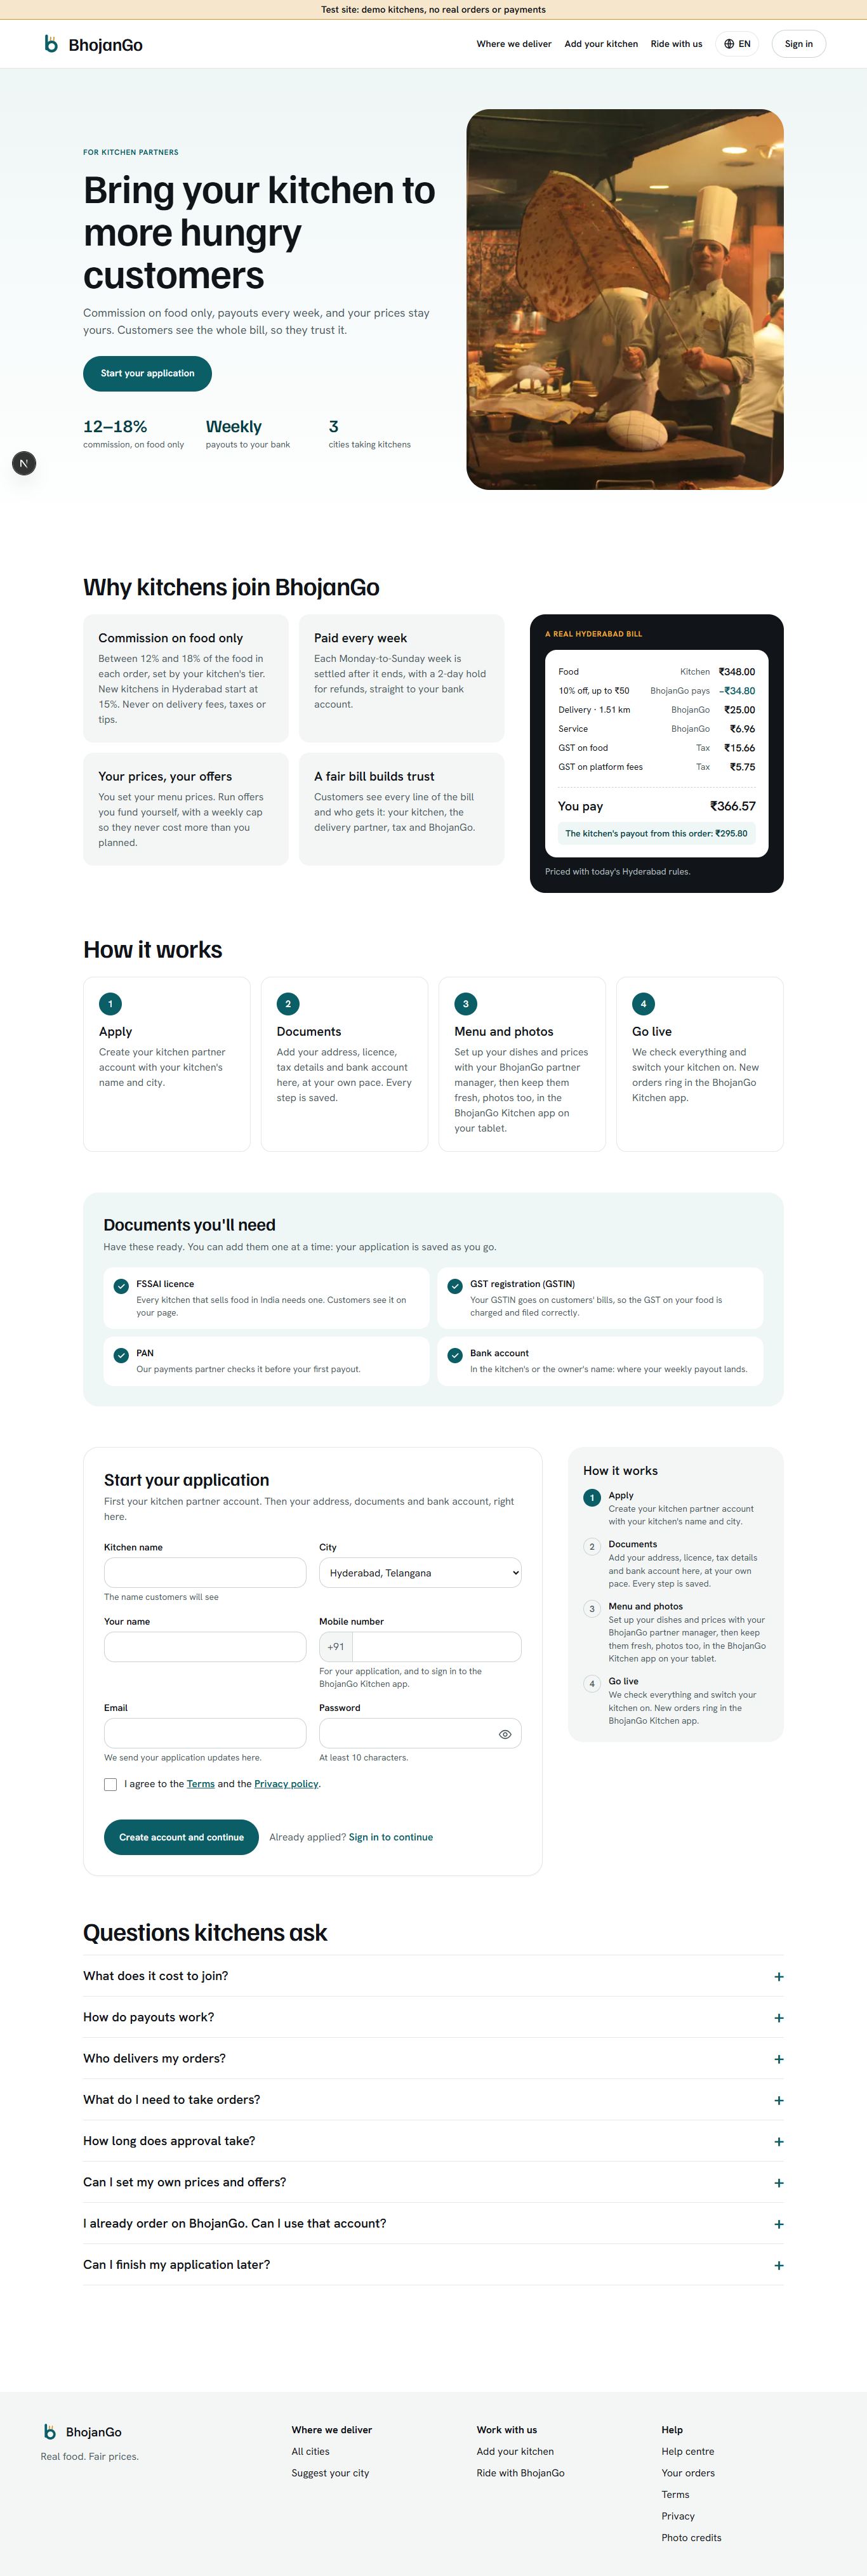 Test site: demo kitchens, no real orders or payments
BhojanGo
Where we deliver
Add your kitchen
Ride with us
EN
Sign in
FOR KITCHEN PARTNERS
Bring your kitchen to
more hungry
customers
Commission on food only, payouts every week, and your prices stay
yours. Customers see the whole bill, so they trust it.
Start your application
12–18%
commission, on food only
Weekly
payouts to your bank
3
cities taking kitchens
N
Why kitchens join BhojanGo
Commission on food only
Between 12% and 18% of the food in
each order, set by your kitchen's tier.
New kitchens in Hyderabad start at
15%. Never on delivery fees, taxes or
tips.
Paid every week
Each Monday-to-Sunday week is
settled after it ends, with a 2-day hold
for refunds, straight to your bank
account.
Your prices, your offers
You set your menu prices. Run offers
you fund yourself, with a weekly cap
so they never cost more than you
planned.
A fair bill builds trust
Customers see every line of the bill
and who gets it: your kitchen, the
delivery partner, tax and BhojanGo.
A REAL HYDERABAD BILL
Food Kitchen ₹348.00
10% off, up to ₹50 BhojanGo pays −₹34.80
Delivery · 1.51 km BhojanGo ₹25.00
Service BhojanGo ₹6.96
GST on food Tax ₹15.66
GST on platform fees Tax ₹5.75
You pay ₹366.57
The kitchen's payout from this order: ₹295.80
Priced with today's Hyderabad rules.
How it works
1
Apply
Create your kitchen partner
account with your kitchen's
name and city.
2
Documents
Add your address, licence,
tax details and bank account
here, at your own pace. Every
step is saved.
3
Menu and photos
Set up your dishes and prices
with your BhojanGo partner
manager, then keep them
fresh, photos too, in the
BhojanGo Kitchen app on
your tablet.
4
Go live
We check everything and
switch your kitchen on. New
orders ring in the BhojanGo
Kitchen app.
Documents you'll need
Have these ready. You can add them one at a time: your application is saved as you go.
FSSAI licence
Every kitchen that sells food in India needs one. Customers see it on
your page.
GST registration (GSTIN)
Your GSTIN goes on customers' bills, so the GST on your food is
charged and filed correctly.
PAN
Our payments partner checks it before your first payout.
Bank account
In the kitchen's or the owner's name: where your weekly payout lands.
Start your application
First your kitchen partner account. Then your address, documents and bank account, right
here.
Kitchen name
The name customers will see
City
Hyderabad, Telangana
Your name
Mobile number
+91
For your application, and to sign in to the
BhojanGo Kitchen app.
Email
We send your application updates here.
Password
At least 10 characters.
I agree to the Terms and the Privacy policy.
Create account and continue
Already applied? Sign in to continue
How it works
1
Apply
Create your kitchen partner account
with your kitchen's name and city.
2
Documents
Add your address, licence, tax details
and bank account here, at your own
pace. Every step is saved.
3
Menu and photos
Set up your dishes and prices with your
BhojanGo partner manager, then keep
them fresh, photos too, in the BhojanGo
Kitchen app on your tablet.
4
Go live
We check everything and switch your
kitchen on. New orders ring in the
BhojanGo Kitchen app.
Questions kitchens ask
What does it cost to join?
How do payouts work?
Who delivers my orders?
What do I need to take orders?
How long does approval take?
Can I set my own prices and offers?
I already order on BhojanGo. Can I use that account?
Can I finish my application later?
BhojanGo
Real food. Fair prices.
Where we deliver
All cities
Suggest your city
Work with us
Add your kitchen
Ride with BhojanGo
Help
Help centre
Your orders
Terms
Privacy
Photo credits